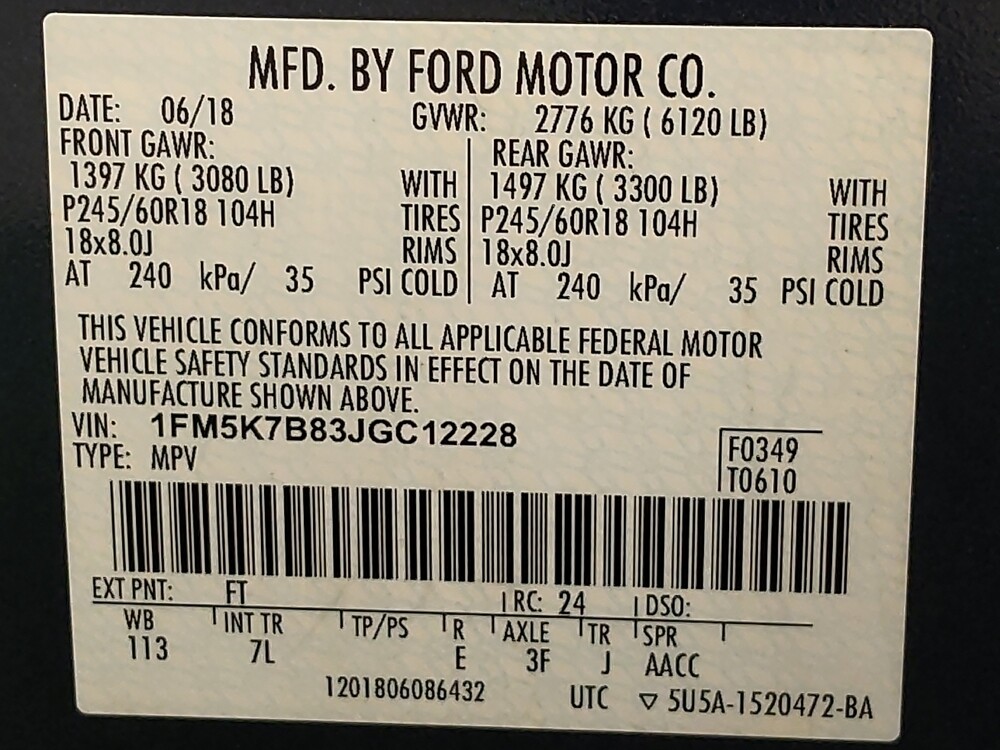 MFD. BY FORD MOTOR CO.
DATE: 06/18 GVWR: 2776 KG ( 6120 LB)
FRONT GAWR: REAR GAWR:
1397 KG ( 3080 LB) WITH 1497 KG ( 3300 LB) WITH
P245/60R18 104H TIRES P245/60R18 104H TIRES
18x8.0J RIMS 18x8.0J RIMS
AT 240 kPa/ 35 PSI COLD AT 240 kPa/ 35 PSI COLD
THIS VEHICLE CONFORMS TO ALL APPLICABLE FEDERAL MOTOR
VEHICLE SAFETY STANDARDS IN EFFECT ON THE DATE OF
MANUFACTURE SHOWN ABOVE.
VIN: 1FM5K7B83JGC12228
TYPE: MPV
F0349
T0610
EXT PNT: FT RC: 24 DSO:
WB INT TR TP/PS R AXLE TR SPR
113 7L E 3F J AACC
1201806086432 UTC ▽ 5U5A-1520472-BA